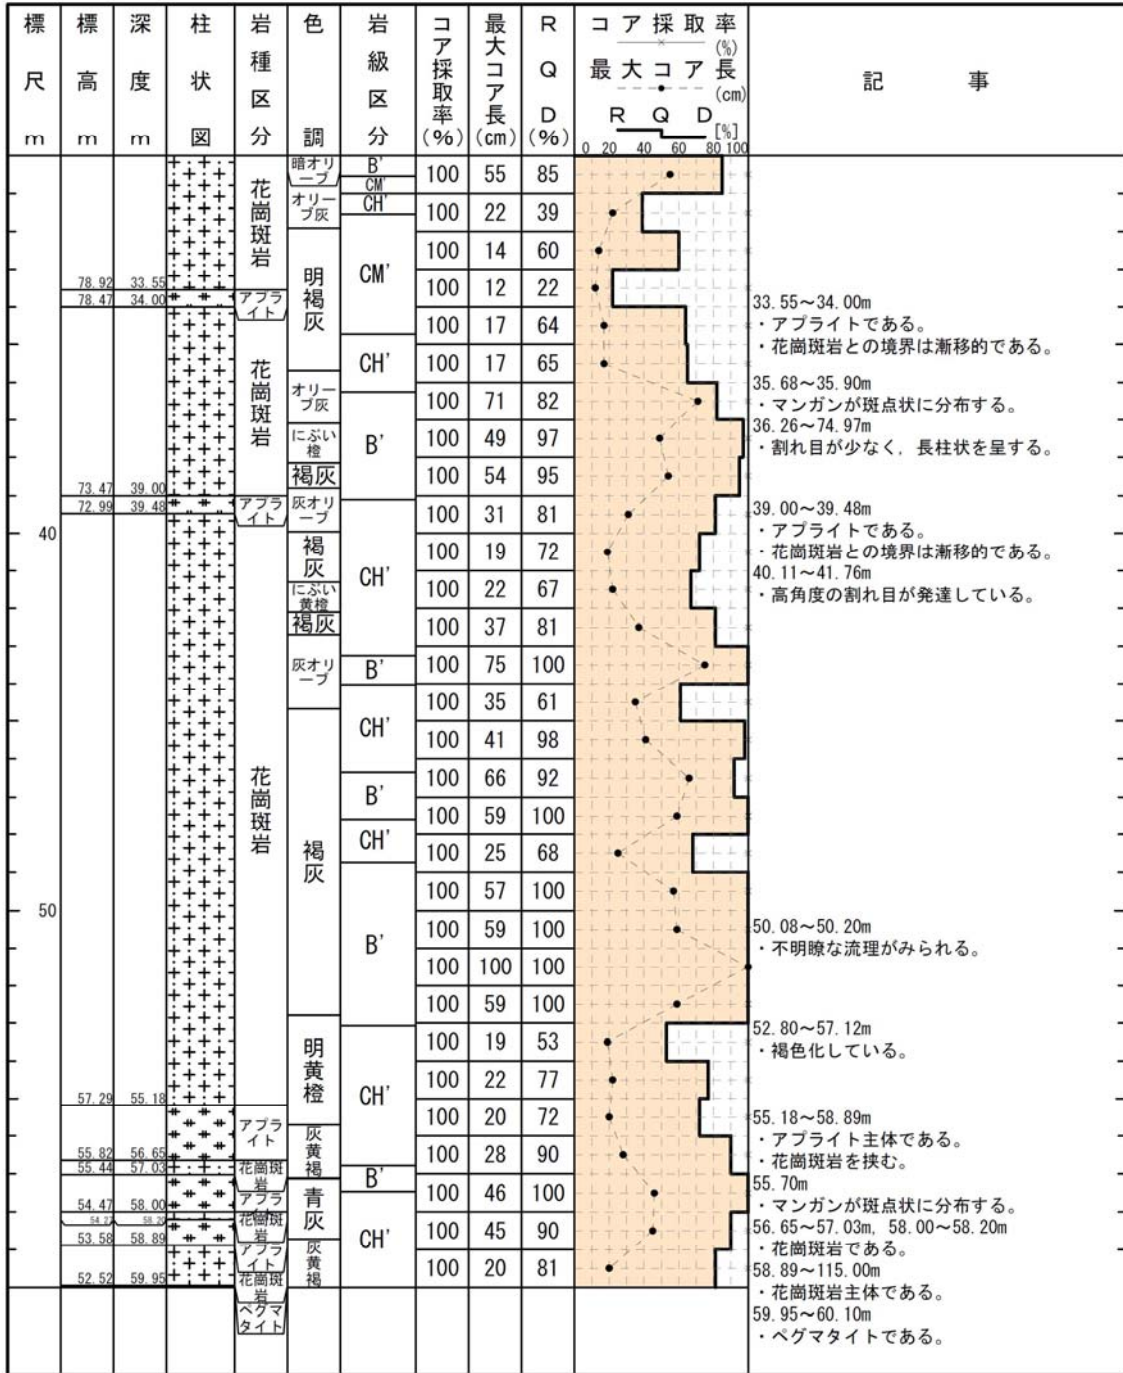 標尺 m
標高 m
深度 m
柱状図
岩種区分
色調
岩級区分
コア採取率(%)
最大コア長(cm)
RQD(%)
コア採取率
(%)
最大コア長
(cm)
RQD
[%]
0 20 40 60 80 100
記事
40
50
78.92 33.55
78.47 34.00
73.47 39.00
72.99 39.48
57.29 55.18
55.82 56.65
55.44 57.03
54.47 58.00
54.27 58.20
53.58 58.89
52.52 59.95
花崗斑岩
アプライト
花崗斑岩
アプライト
花崗斑岩
アプライト
花崗斑岩
アプライト
花崗斑岩
アプライト
花崗斑岩
ペグマタイト
暗オリーブ
オリーブ灰
明褐灰
オリーブ灰
にぶい橙
褐灰
灰オリーブ
褐灰
にぶい黄橙
褐灰
灰オリーブ
褐灰
明黄橙
灰黄褐
青灰
灰黄褐
B'
CM'
CH'
CM'
CH'
B'
CH'
B'
CH'
B'
CH'
B'
CH'
B'
CH'
100 55 85
100 22 39
100 14 60
100 12 22
100 17 64
100 17 65
100 71 82
100 49 97
100 54 95
100 31 81
100 19 72
100 22 67
100 37 81
100 75 100
100 35 61
100 41 98
100 66 92
100 59 100
100 25 68
100 57 100
100 59 100
100 100 100
100 59 100
100 19 53
100 22 77
100 20 72
100 28 90
100 46 100
100 45 90
100 20 81
33.55～34.00m
・アプライトである。
・花崗斑岩との境界は漸移的である。
35.68～35.90m
・マンガンが斑点状に分布する。
36.26～74.97m
・割れ目が少なく，長柱状を呈する。
39.00～39.48m
・アプライトである。
・花崗斑岩との境界は漸移的である。
40.11～41.76m
・高角度の割れ目が発達している。
50.08～50.20m
・不明瞭な流理がみられる。
52.80～57.12m
・褐色化している。
55.18～58.89m
・アプライト主体である。
・花崗斑岩を挟む。
55.70m
・マンガンが斑点状に分布する。
56.65～57.03m, 58.00～58.20m
・花崗斑岩である。
58.89～115.00m
・花崗斑岩主体である。
59.95～60.10m
・ペグマタイトである。